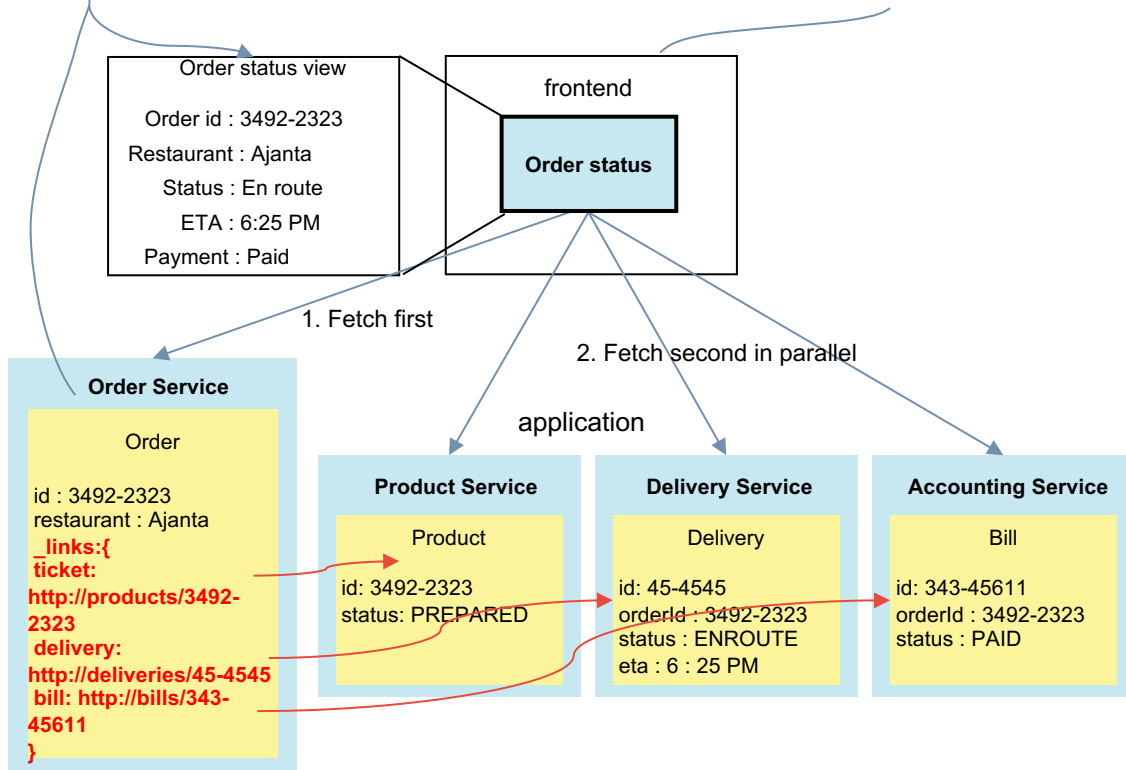 Order status view
Order id : 3492-2323
Restaurant : Ajanta
Status : En route
ETA : 6:25 PM
Payment : Paid
frontend
Order status
1. Fetch first
2. Fetch second in parallel
application
Order Service
Order
id : 3492-2323
restaurant : Ajanta
_links:{
ticket:
http://products/3492-
2323
delivery:
http://deliveries/45-4545
bill: http://bills/343-
45611
}
Product Service
Product
id: 3492-2323
status: PREPARED
Delivery Service
Delivery
id: 45-4545
orderId : 3492-2323
status : ENROUTE
eta : 6 : 25 PM
Accounting Service
Bill
id: 343-45611
orderId : 3492-2323
status : PAID